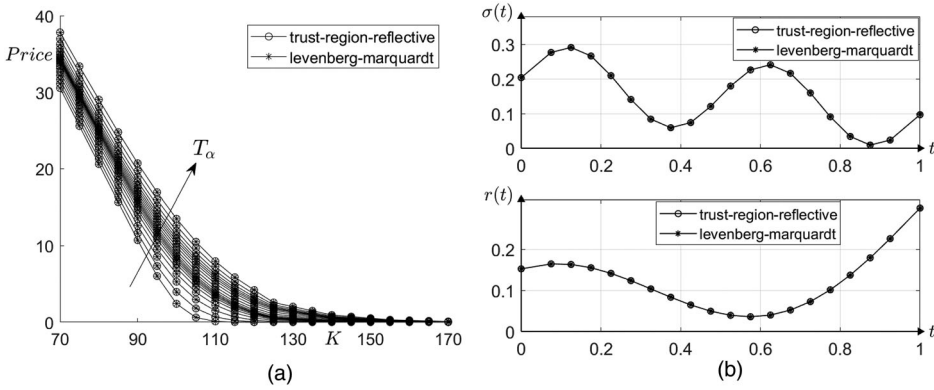 40
Price
30
20
10
0
70
90
110
130
K
150
170
trust-region-reflective
levenberg-marquardt
Tα
(a)
σ(t)
0.3
0.2
0.1
0
0
0.2
0.4
0.6
0.8
1
t
trust-region-reflective
levenberg-marquardt
r(t)
0.2
0.1
0
0
0.2
0.4
0.6
0.8
1
t
trust-region-reflective
levenberg-marquardt
(b)